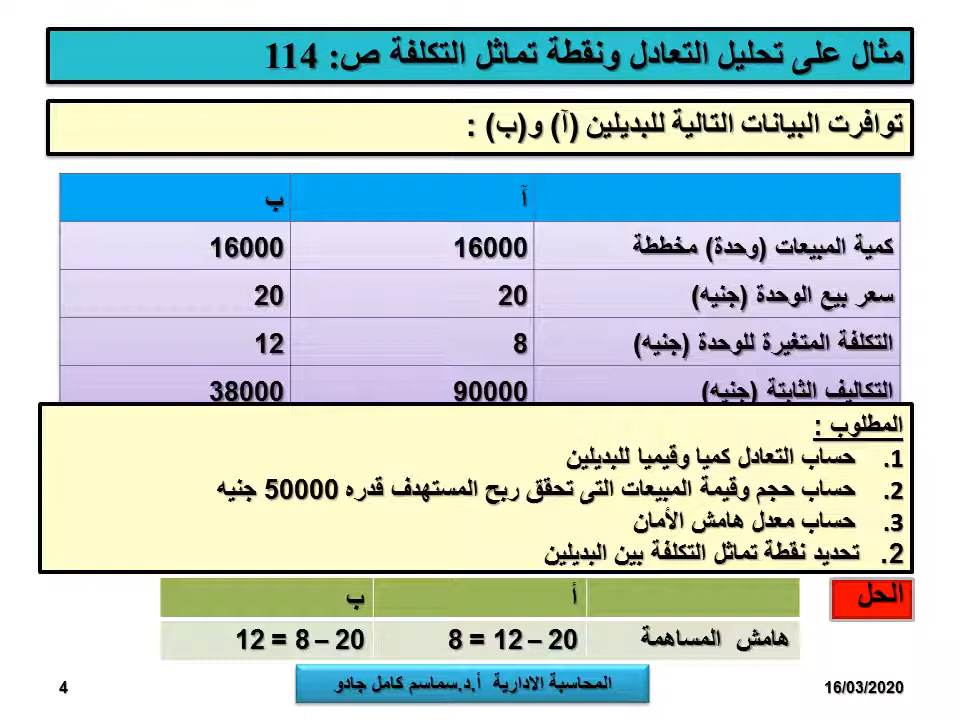 مثال على تحليل التعادل ونقطة تماثل التكلفة ص: 114
توافرت البيانات التالية للبديلين (آ) و(ب) :
آ ب
كمية المبيعات (وحدة) مخططة 16000 16000
سعر بيع الوحدة (جنيه) 20 20
التكلفة المتغيرة للوحدة (جنيه) 8 12
التكاليف الثابتة (جنيه) 90000 38000
المطلوب :
1. حساب التعادل كميا وقيميا للبديلين
2. حساب حجم وقيمة المبيعات التى تحقق ربح المستهدف قدره 50000 جنيه
3. حساب معدل هامش الأمان
2. تحديد نقطة تماثل التكلفة بين البديلين
الحل
أ ب
هامش المساهمة 20 – 12 = 8 20 – 8 = 12
16/03/2020 المحاسبة الادارية أ.د.سماسم كامل جادو 4